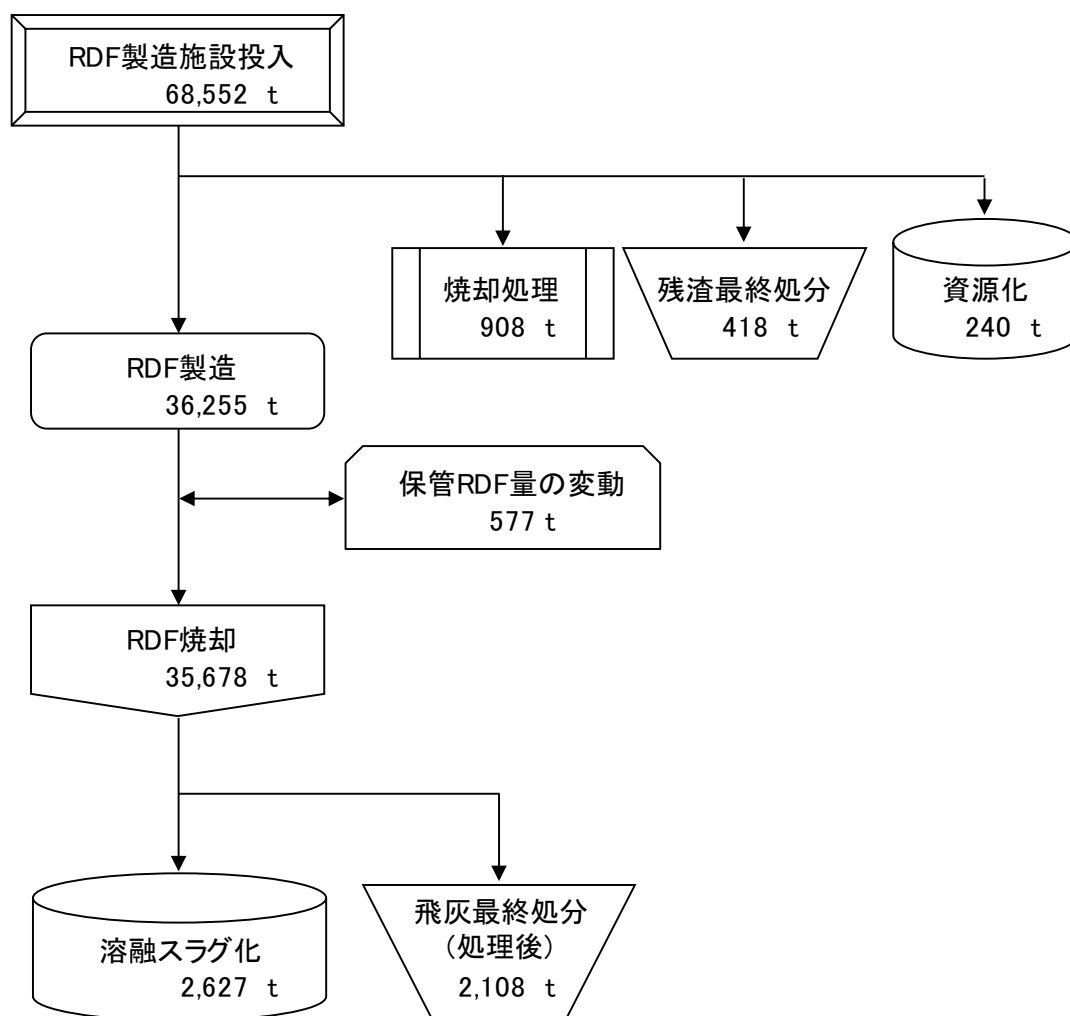 RDF製造施設投入
68,552 t
焼却処理
908 t
残渣最終処分
418 t
資源化
240 t
RDF製造
36,255 t
保管RDF量の変動
577 t
RDF焼却
35,678 t
溶融スラグ化
2,627 t
飛灰最終処分
(処理後)
2,108 t